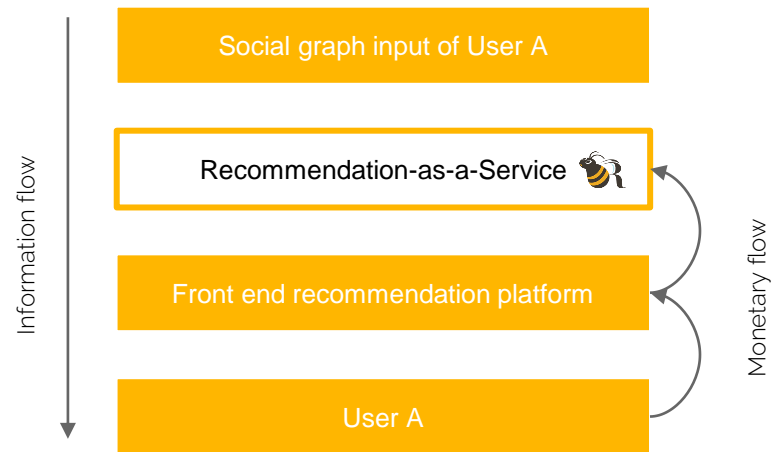 Social graph input of User A
Recommendation-as-a-Service
Front end recommendation platform
User A
Information flow
Monetary flow